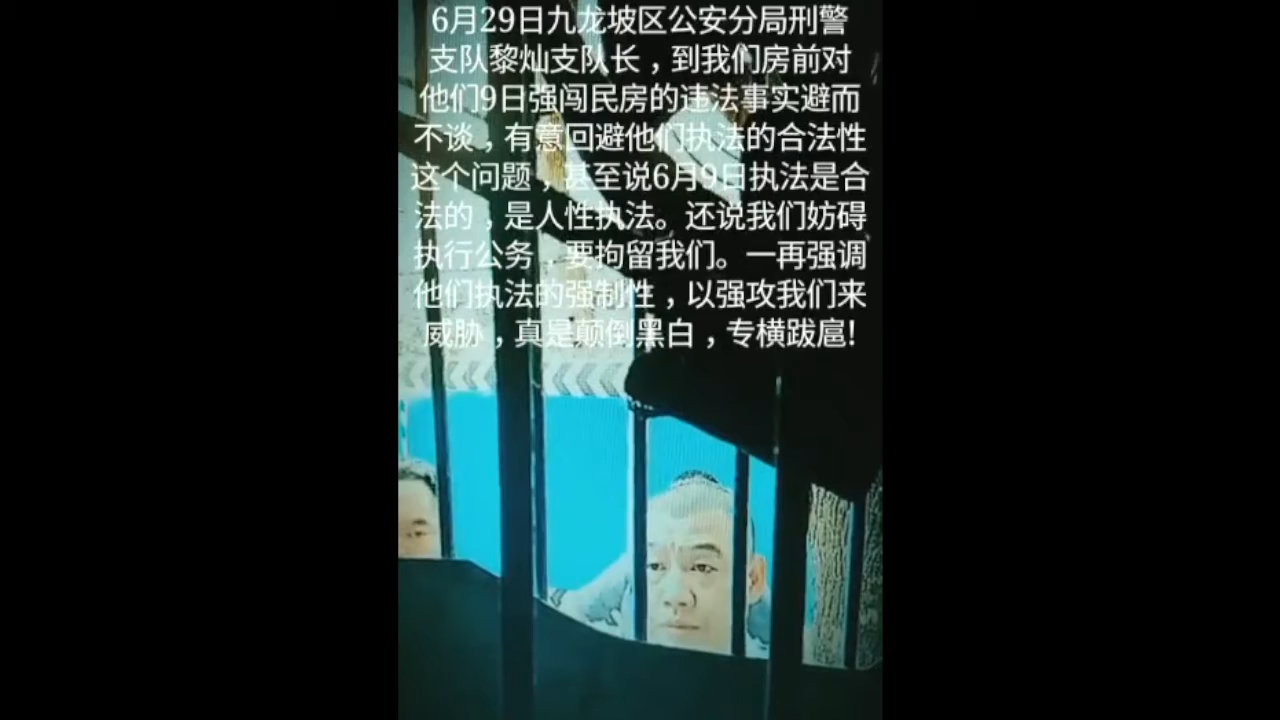 6月29日九龙坡区公安分局刑警
支队黎灿支队长，到我们房前对
他们9日强闯民房的违法事实避而
不谈，有意回避他们执法的合法性
这个问题，甚至说6月9日执法是合
法的，是人性执法。还说我们妨碍
执行公务，要拘留我们。一再强调
他们执法的强制性，以强攻我们来
威胁，真是颠倒黑白，专横跋扈!